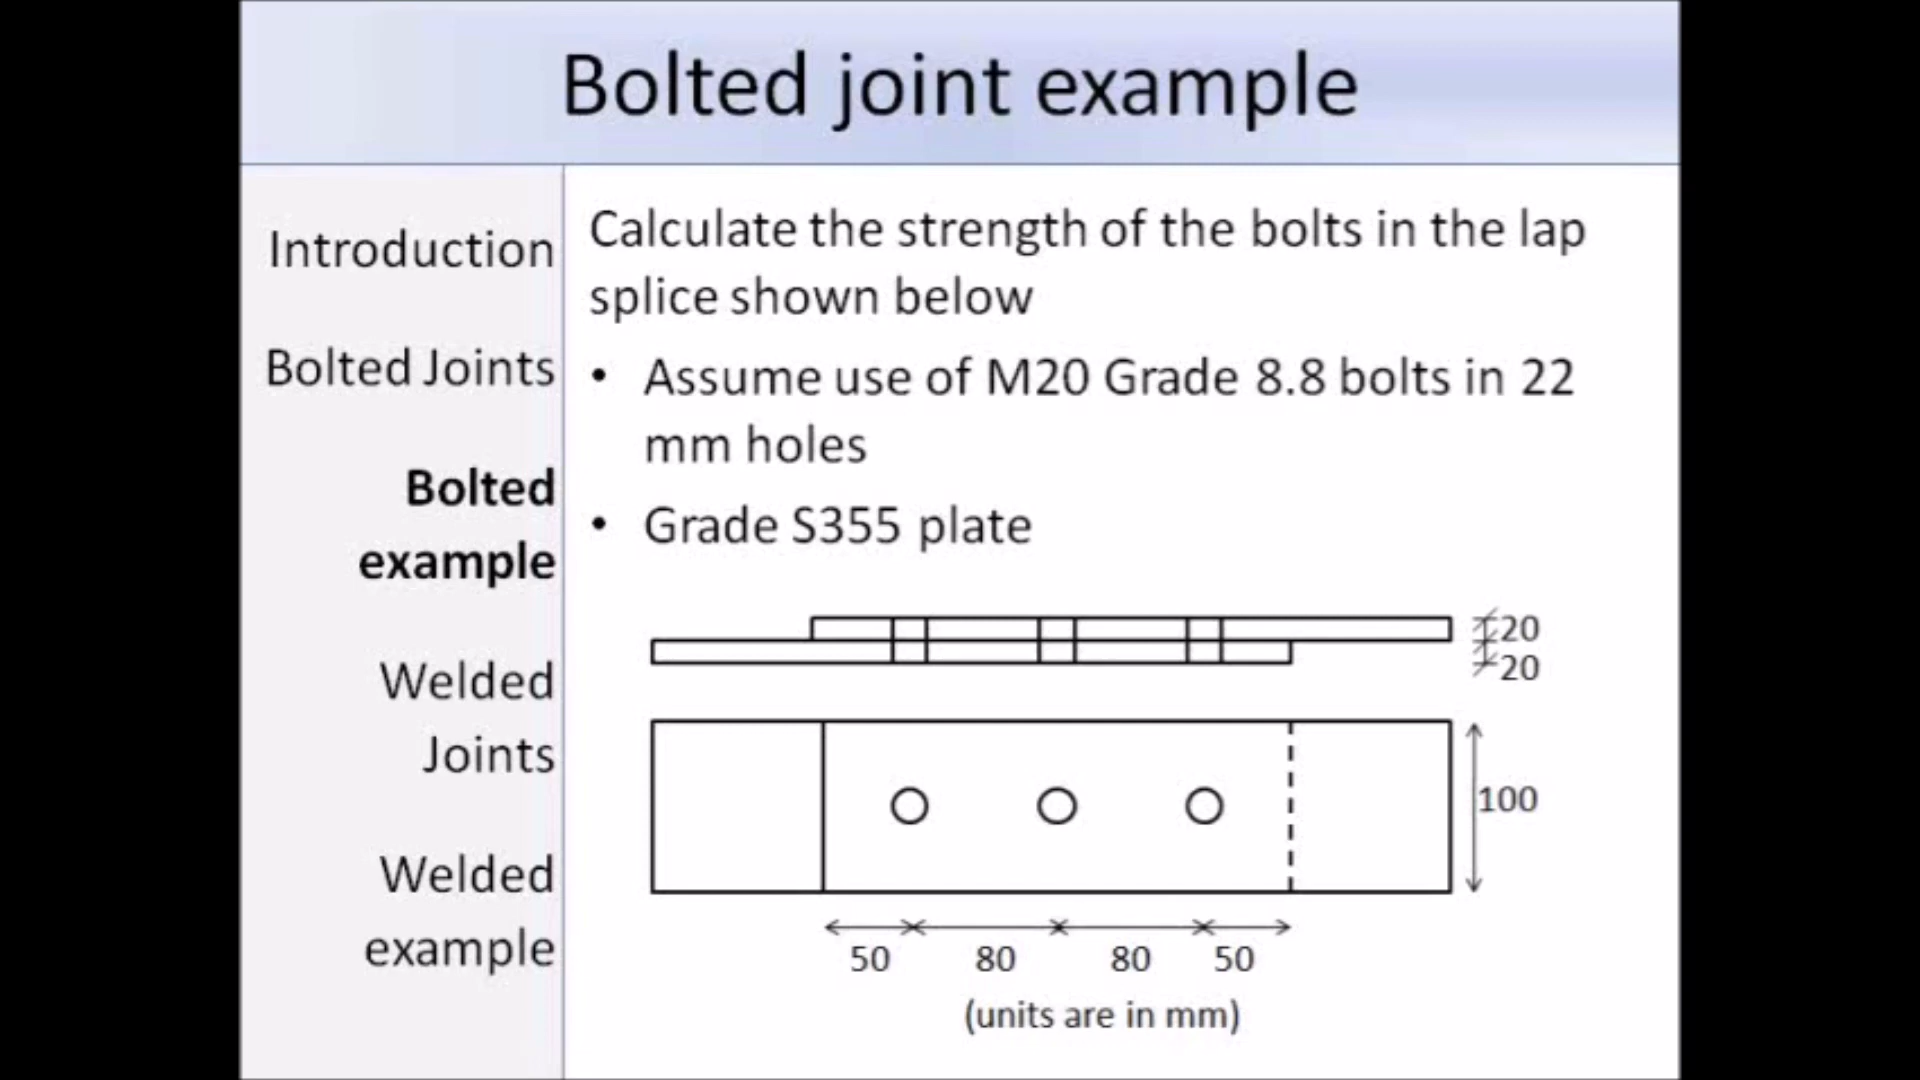 Bolted joint example
Introduction
Bolted Joints
Bolted
example
Welded
Joints
Welded
example
Calculate the strength of the bolts in the lap
splice shown below
• Assume use of M20 Grade 8.8 bolts in 22
mm holes
• Grade S355 plate
20
20
100
50 80 80 50
(units are in mm)